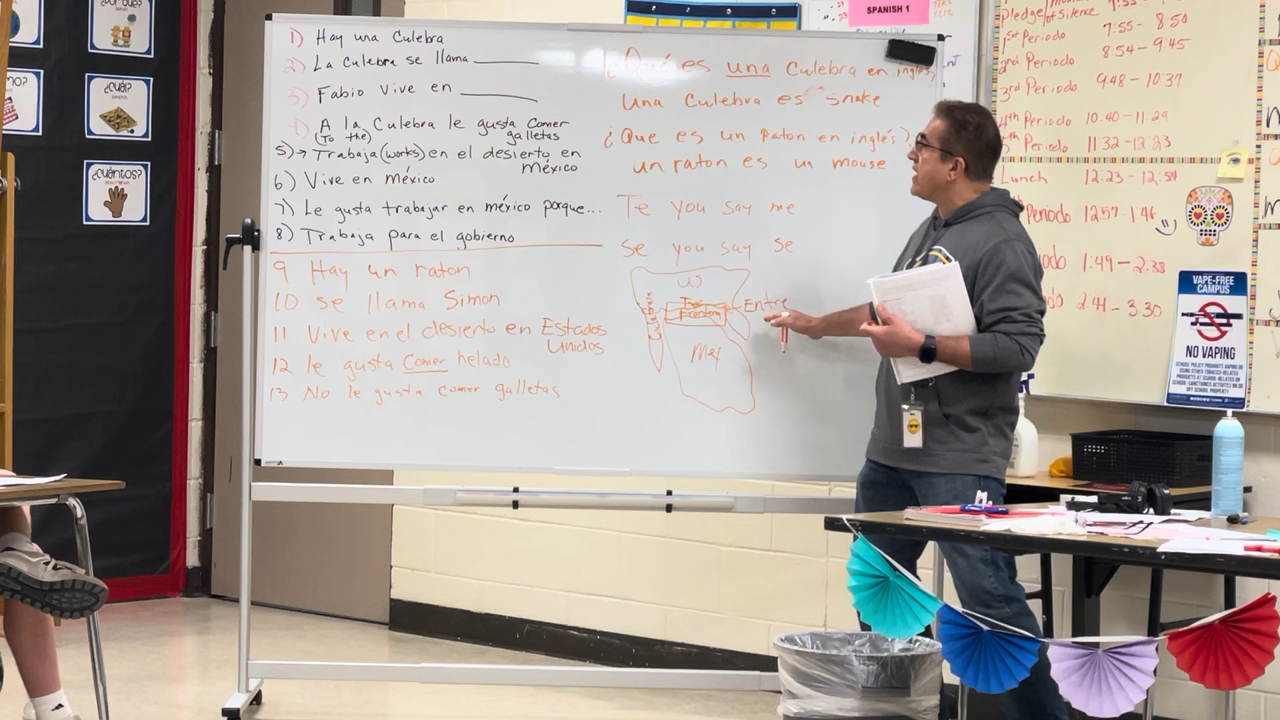 ¿Por qué?
¿Cuál?
¿Cuántos?
1) Hay una Culebra
2) La Culebra se llama
3) Fabio vive en
4) A la Culebra le gusta Comer
(To the) galletas
5)→ Trabaja (works) en el desierto en
méxico
6) Vive en méxico
7) Le gusta trabajar en méxico porque...
8) Trabaja para el gobierno
9 Hay un raton
10 se llama Simon
11 Vive en el desierto en Estados
Unidos
12 le gusta Comer helado
13 No le gusta comer galletas
¿Qué es una Culebra en inglés
una Culebra es snake
¿Que es un raton en inglés?
un raton es un mouse
Te you say me
se you say se
US
Frontera
Entre
Mex
SPANISH 1
Pledge/Moment of Silence
1st Periodo 7:55 - 8:50
2nd Periodo 8:54 - 9:45
3rd Periodo 9:48 - 10:37
4th Periodo 10:40 - 11:29
5th Periodo 11:32 - 12:23
Lunch 12:23 - 12:54
Periodo 12:57 - 1:46
1:49 - 2:38
2:41 - 3:30
VAPE-FREE
CAMPUS
NO VAPING